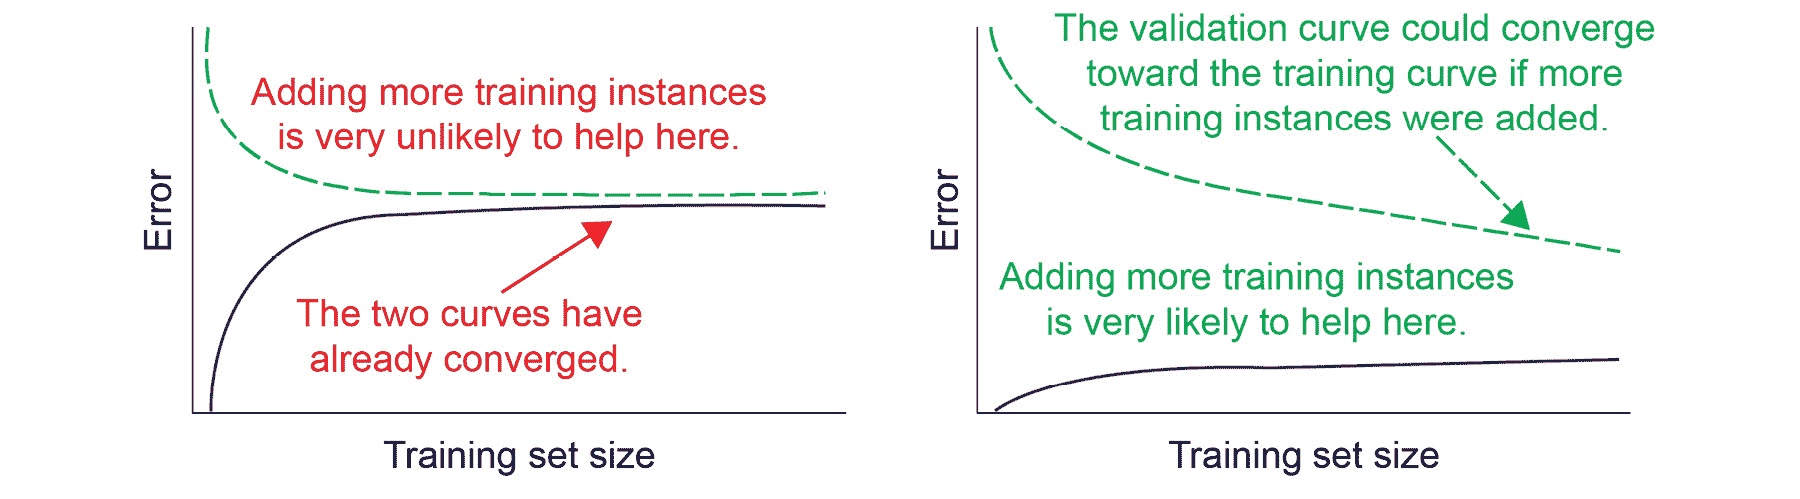 Adding more training instances
is very unlikely to help here.
Error
The two curves have
already converged.
Training set size
The validation curve could converge
toward the training curve if more
training instances were added.
Error
Adding more training instances
is very likely to help here.
Training set size